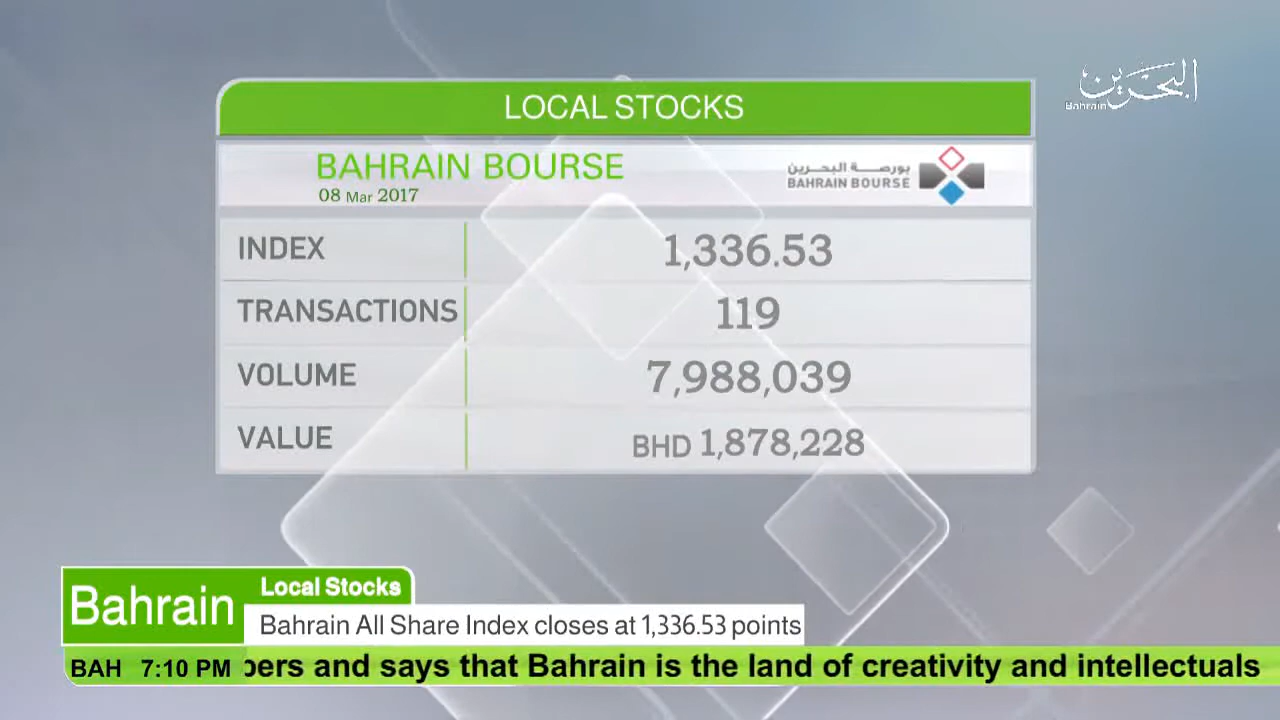 LOCAL STOCKS
البحرين
Bahrain
BAHRAIN BOURSE
08 Mar 2017
بورصة البحرين
BAHRAIN BOURSE
INDEX 1,336.53
TRANSACTIONS 119
VOLUME 7,988,039
VALUE BHD 1,878,228
Bahrain
Local Stocks
Bahrain All Share Index closes at 1,336.53 points
BAH 7:10 PM bers and says that Bahrain is the land of creativity and intellectuals